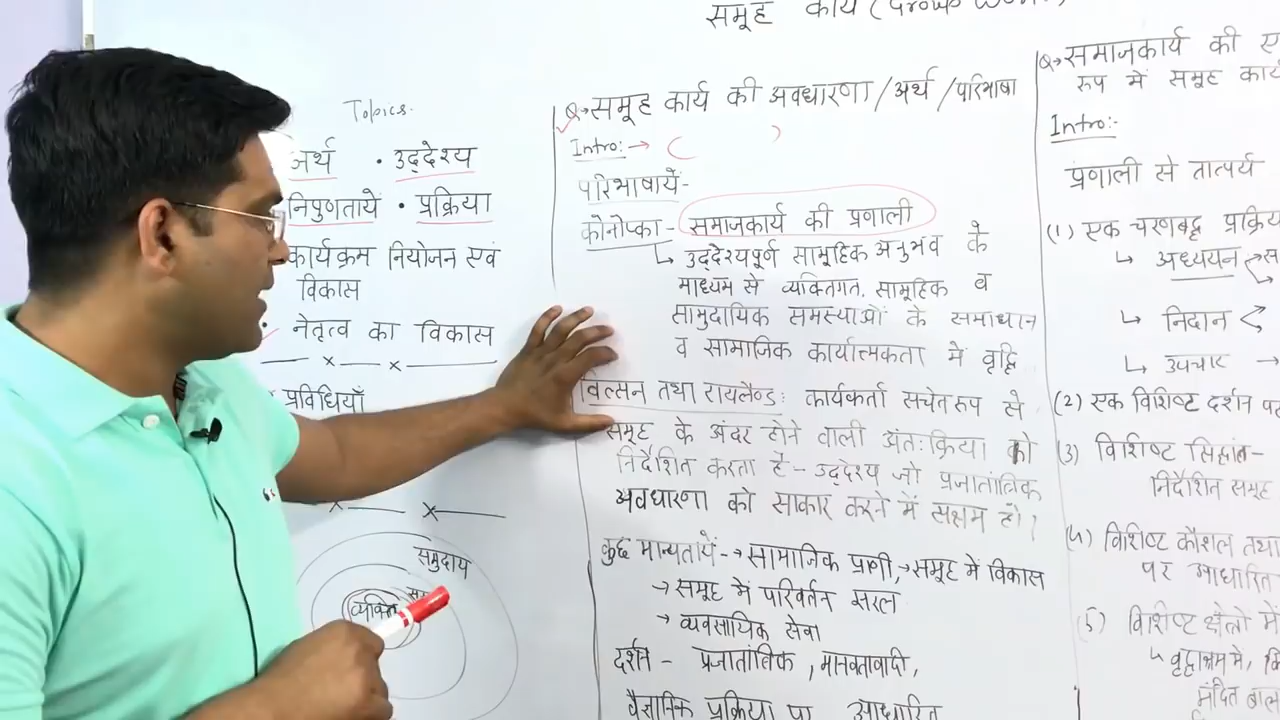 समूह कार्य (Group Work)
Topics.
अर्थ • उद्देश्य
निपुणतायें • प्रक्रिया
कार्यक्रम नियोजन एवं
विकास
• नेतृत्व का विकास
प्रविधियाँ
समुदाय
व्यक्ति
Q→ समूह कार्य की अवधारणा/अर्थ/परिभाषा
Intro:→ ( )
परिभाषायें-
कोनोप्का- समाजकार्य की प्रणाली
↳ उद्देश्यपूर्ण सामूहिक अनुभव के
माध्यम से व्यक्तिगत, सामूहिक व
सामुदायिक समस्याओं के समाधान
व सामाजिक कार्यात्मकता में वृद्धि
विल्सन तथा रायलैण्ड: कार्यकर्ता सचेत रूप से
समूह के अंदर होने वाली अंतःक्रिया को
निर्देशित करता है - उद्देश्य जो प्रजातांत्रिक
अवधारणा को साकार करने में सक्षम हो।
कुछ मान्यतायें-→ सामाजिक प्राणी,→ समूह में विकास
→ समूह में परिवर्तन सरल
→ व्यवसायिक सेवा
दर्शन - प्रजातांत्रिक, मानवतावादी,
वैज्ञानिक प्रक्रिया पर आधारित
Q→ समाजकार्य की
रूप में समूह कार्य
Intro:-
प्रणाली से तात्पर्य
(1) एक चरणबद्ध प्रक्रिया
↳ अध्ययन
↳ निदान
↳ उपचार →
(2) एक विशिष्ट दर्शन
(3) विशिष्ट सिद्धांत-
निर्देशित समूह
(4) विशिष्ट कौशल तथा
पर आधारित
(5) विशिष्ट क्षेत्रों में
↳ वृद्धाश्रम में,
मंदित बाल